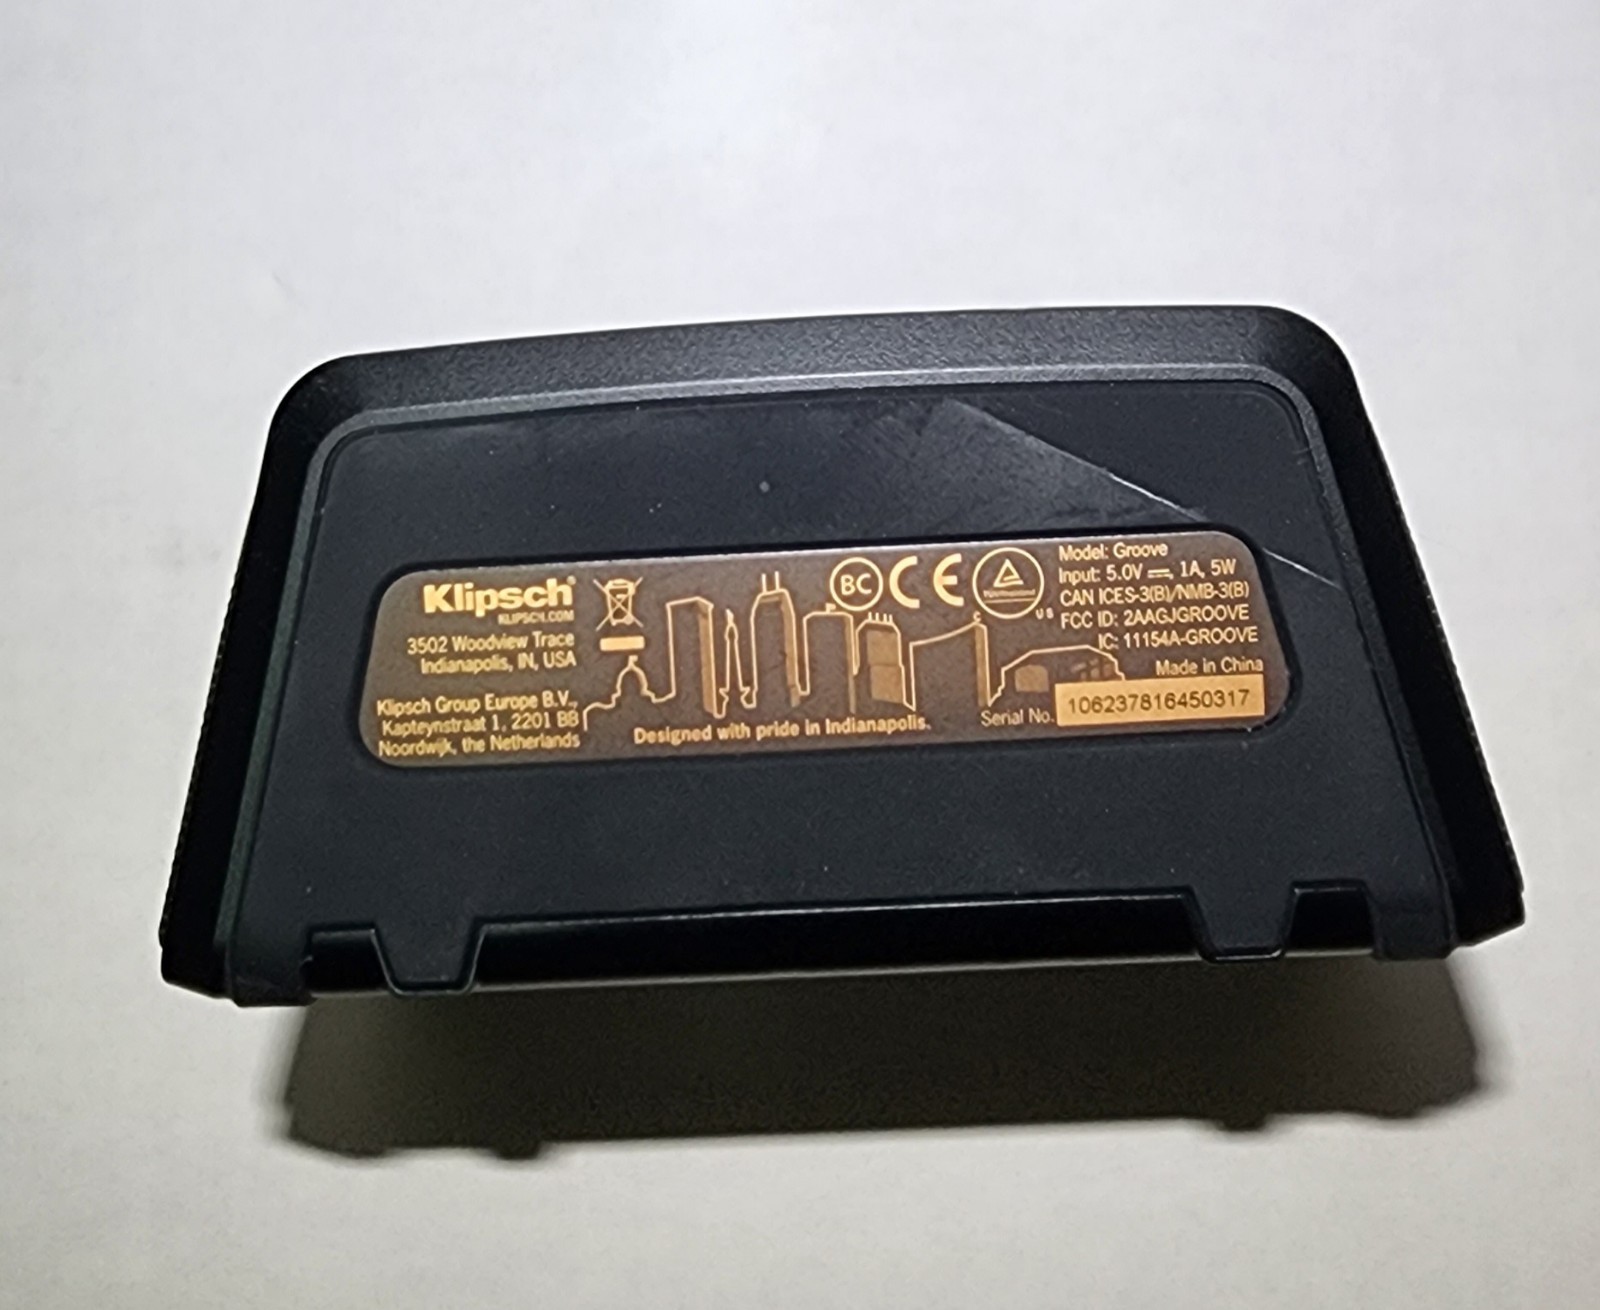 Klipsch®
KLIPSCH.COM
3502 Woodview Trace
Indianapolis, IN, USA
Klipsch Group Europe B.V.,
Kapteynstraat 1, 2201 BB
Noordwijk, the Netherlands
Designed with pride in Indianapolis.
BC
CE
TÜVRheinland
US
Model: Groove
Input: 5.0V ⎓, 1A, 5W
CAN ICES-3(B)/NMB-3(B)
FCC ID: 2AAGJGROOVE
IC: 11154A-GROOVE
Made in China
Serial No. 106237816450317